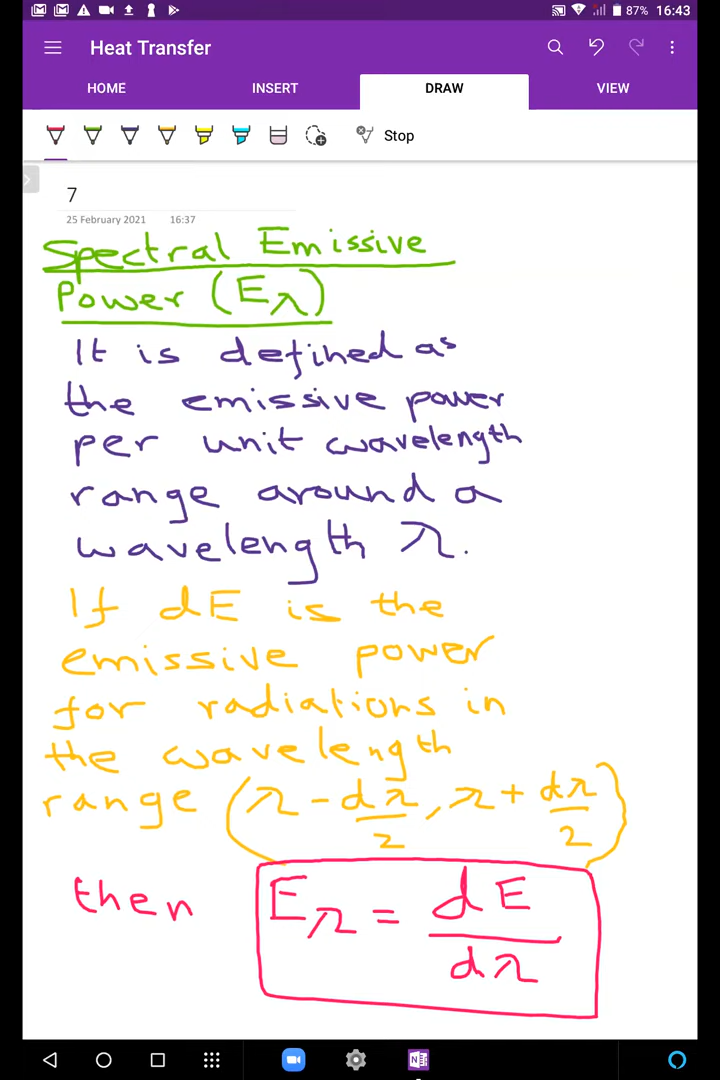 87% 16:43
Heat Transfer
HOME INSERT DRAW VIEW
Stop
7
25 February 2021 16:37
Spectral Emissive
Power (Eλ)
It is defined as
the emissive power
per unit wavelength
range around a
wavelength λ.
If dE is the
emissive power
for radiations in
the wavelength
range (λ - dλ/2, λ + dλ/2)
then Eλ = dE/dλ